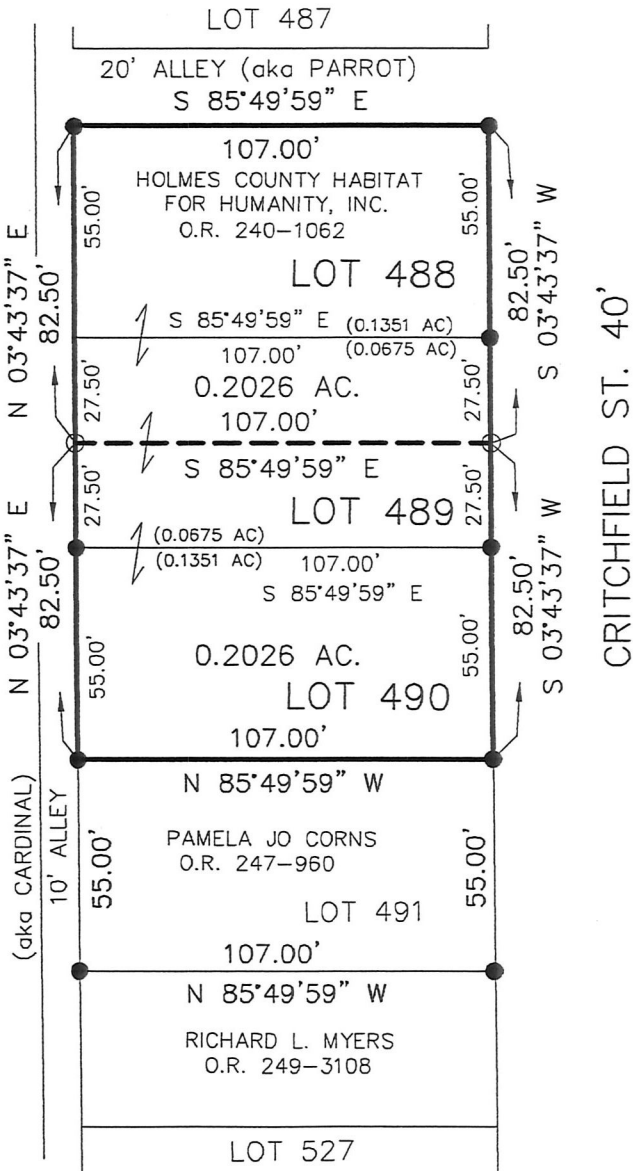 LOT 487
20' ALLEY (aka PARROT)
S 85°49'59" E
107.00'
HOLMES COUNTY HABITAT
FOR HUMANITY, INC.
O.R. 240-1062
55.00'
55.00'
LOT 488
N 03°43'37" E
82.50'
82.50'
S 03°43'37" W
S 85°49'59" E (0.1351 AC)
107.00' (0.0675 AC)
27.50'
27.50'
0.2026 AC.
107.00'
S 85°49'59" E
27.50'
27.50'
LOT 489
(0.0675 AC)
(0.1351 AC) 107.00'
S 85°49'59" E
N 03°43'37" E
82.50'
82.50'
S 03°43'37" W
55.00'
55.00'
0.2026 AC.
LOT 490
107.00'
N 85°49'59" W
CRITCHFIELD ST. 40'
(aka CARDINAL)
10' ALLEY
55.00'
55.00'
PAMELA JO CORNS
O.R. 247-960
LOT 491
107.00'
N 85°49'59" W
RICHARD L. MYERS
O.R. 249-3108
LOT 527